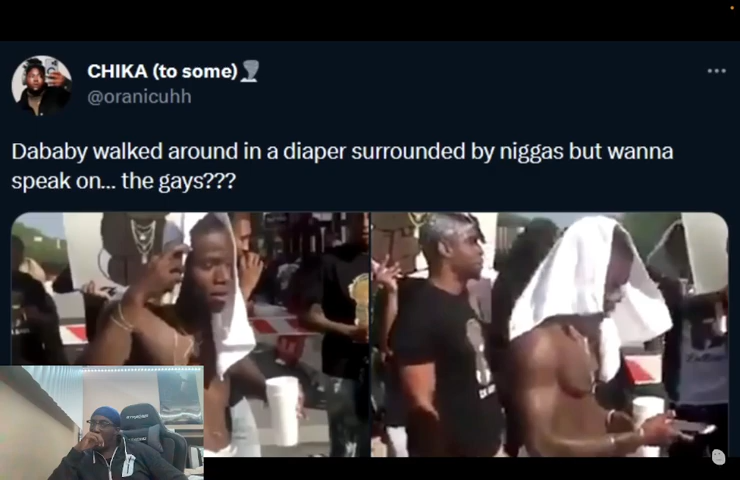 CHIKA (to some)
@oranicuhh
Dababy walked around in a diaper surrounded by niggas but wanna
speak on... the gays???